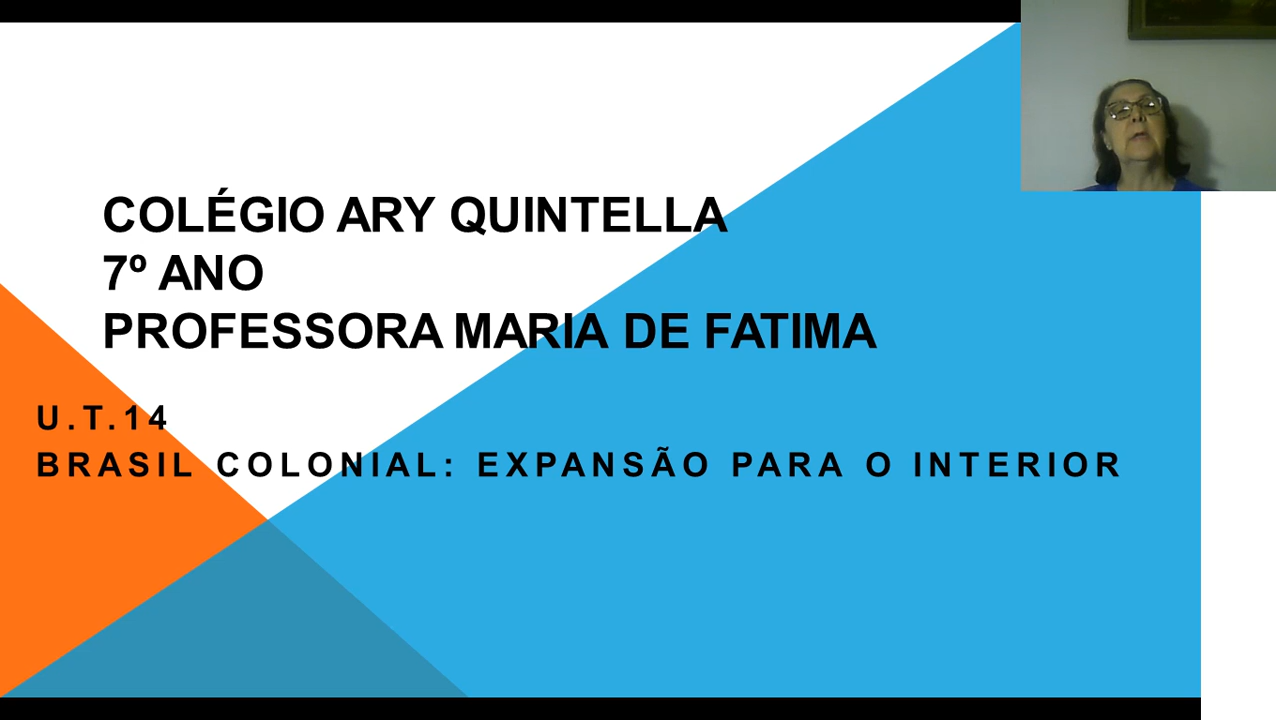 COLÉGIO ARY QUINTELLA
7º ANO
PROFESSORA MARIA DE FATIMA
U.T.14
BRASIL COLONIAL: EXPANSÃO PARA O INTERIOR